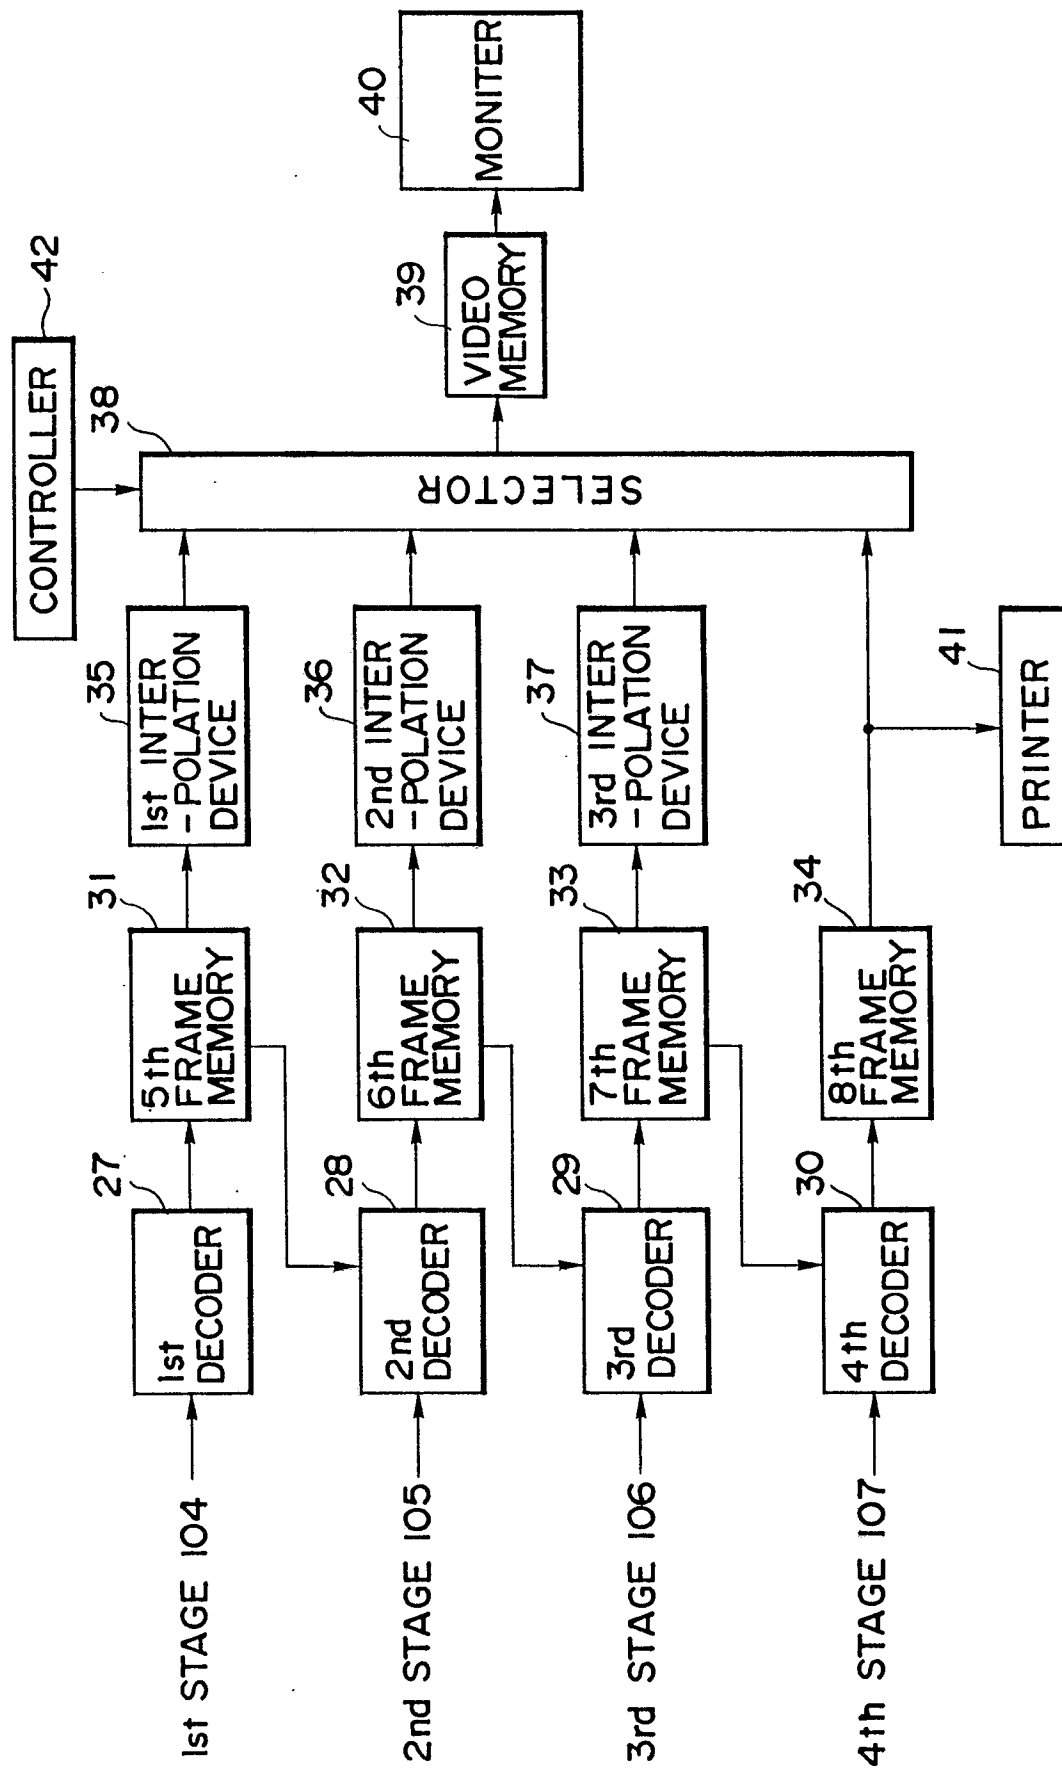 CONTROLLER
42
1st STAGE 104
1st
DECODER
27
5th
FRAME
MEMORY
31
1st INTER
-POLATION
DEVICE
35
38
SELECTOR
2nd STAGE 105
2nd
DECODER
28
6th
FRAME
MEMORY
32
2nd INTER
-POLATION
DEVICE
36
VIDEO
MEMORY
39
MONITER
40
3rd STAGE 106
3rd
DECODER
29
7th
FRAME
MEMORY
33
3rd INTER
-POLATION
DEVICE
37
4th STAGE 107
4th
DECODER
30
8th
FRAME
MEMORY
34
PRINTER
41